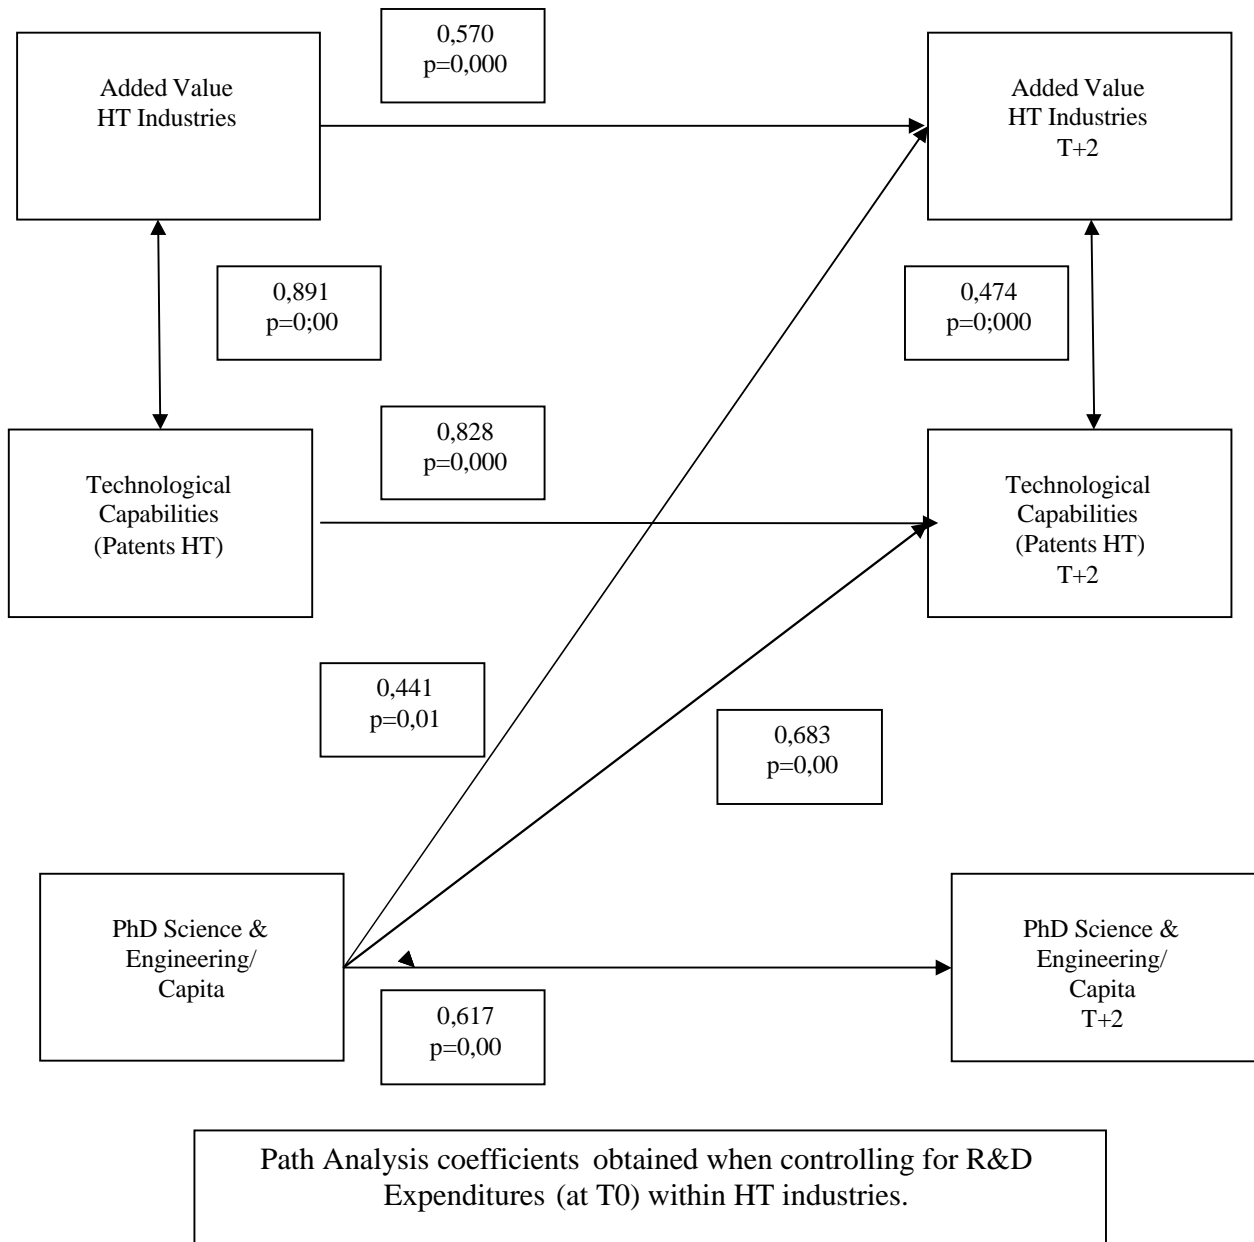 0,570
p=0,000
Added Value
HT Industries
Added Value
HT Industries
T+2
0,891
p=0;00
0,474
p=0;000
0,828
p=0,000
Technological
Capabilities
(Patents HT)
Technological
Capabilities
(Patents HT)
T+2
0,441
p=0,01
0,683
p=0,00
PhD Science &
Engineering/
Capita
PhD Science &
Engineering/
Capita
T+2
0,617
p=0,00
Path Analysis coefficients obtained when controlling for R&D
Expenditures (at T0) within HT industries.